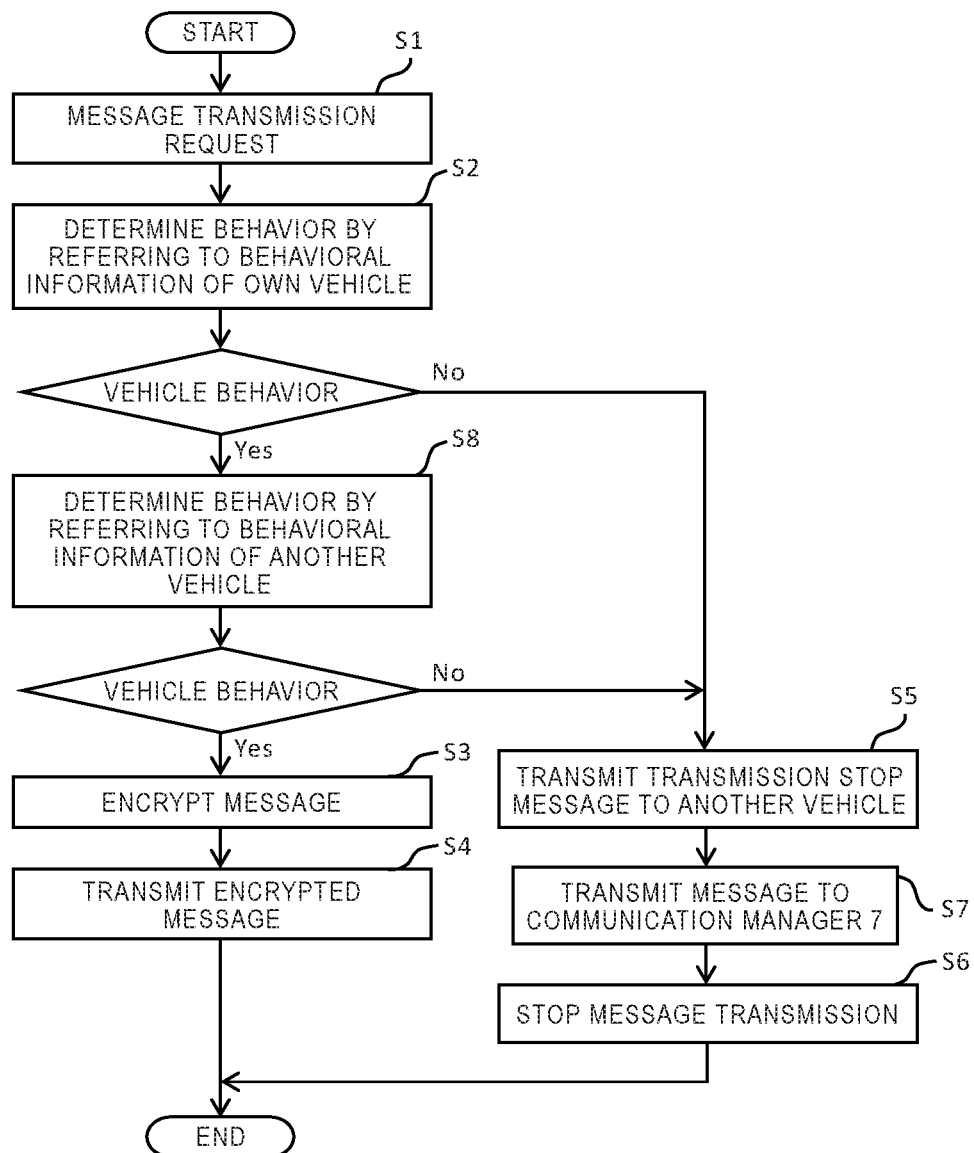 START
S1
MESSAGE TRANSMISSION
REQUEST
S2
DETERMINE BEHAVIOR BY
REFERRING TO BEHAVIORAL
INFORMATION OF OWN VEHICLE
VEHICLE BEHAVIOR
No
Yes
S8
DETERMINE BEHAVIOR BY
REFERRING TO BEHAVIORAL
INFORMATION OF ANOTHER
VEHICLE
VEHICLE BEHAVIOR
No
Yes
S3
ENCRYPT MESSAGE
S4
TRANSMIT ENCRYPTED
MESSAGE
S5
TRANSMIT TRANSMISSION STOP
MESSAGE TO ANOTHER VEHICLE
TRANSMIT MESSAGE TO
COMMUNICATION MANAGER 7
S7
S6
STOP MESSAGE TRANSMISSION
END